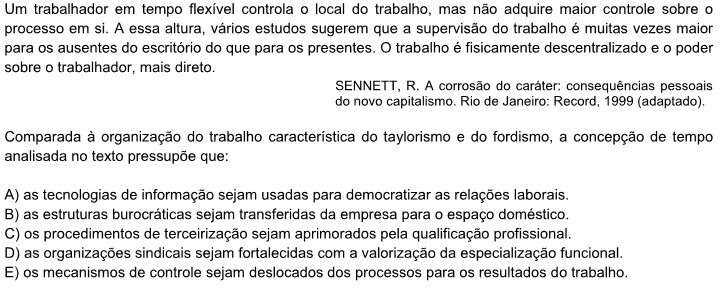 Um trabalhador em tempo flexível controla o local do trabalho, mas não adquire maior controle sobre o
processo em si. A essa altura, vários estudos sugerem que a supervisão do trabalho é muitas vezes maior
para os ausentes do escritório do que para os presentes. O trabalho é fisicamente descentralizado e o poder
sobre o trabalhador, mais direto.
SENNETT, R. A corrosão do caráter: consequências pessoais
do novo capitalismo. Rio de Janeiro: Record, 1999 (adaptado).
Comparada à organização do trabalho característica do taylorismo e do fordismo, a concepção de tempo
analisada no texto pressupõe que:
A) as tecnologias de informação sejam usadas para democratizar as relações laborais.
B) as estruturas burocráticas sejam transferidas da empresa para o espaço doméstico.
C) os procedimentos de terceirização sejam aprimorados pela qualificação profissional.
D) as organizações sindicais sejam fortalecidas com a valorização da especialização funcional.
E) os mecanismos de controle sejam deslocados dos processos para os resultados do trabalho.